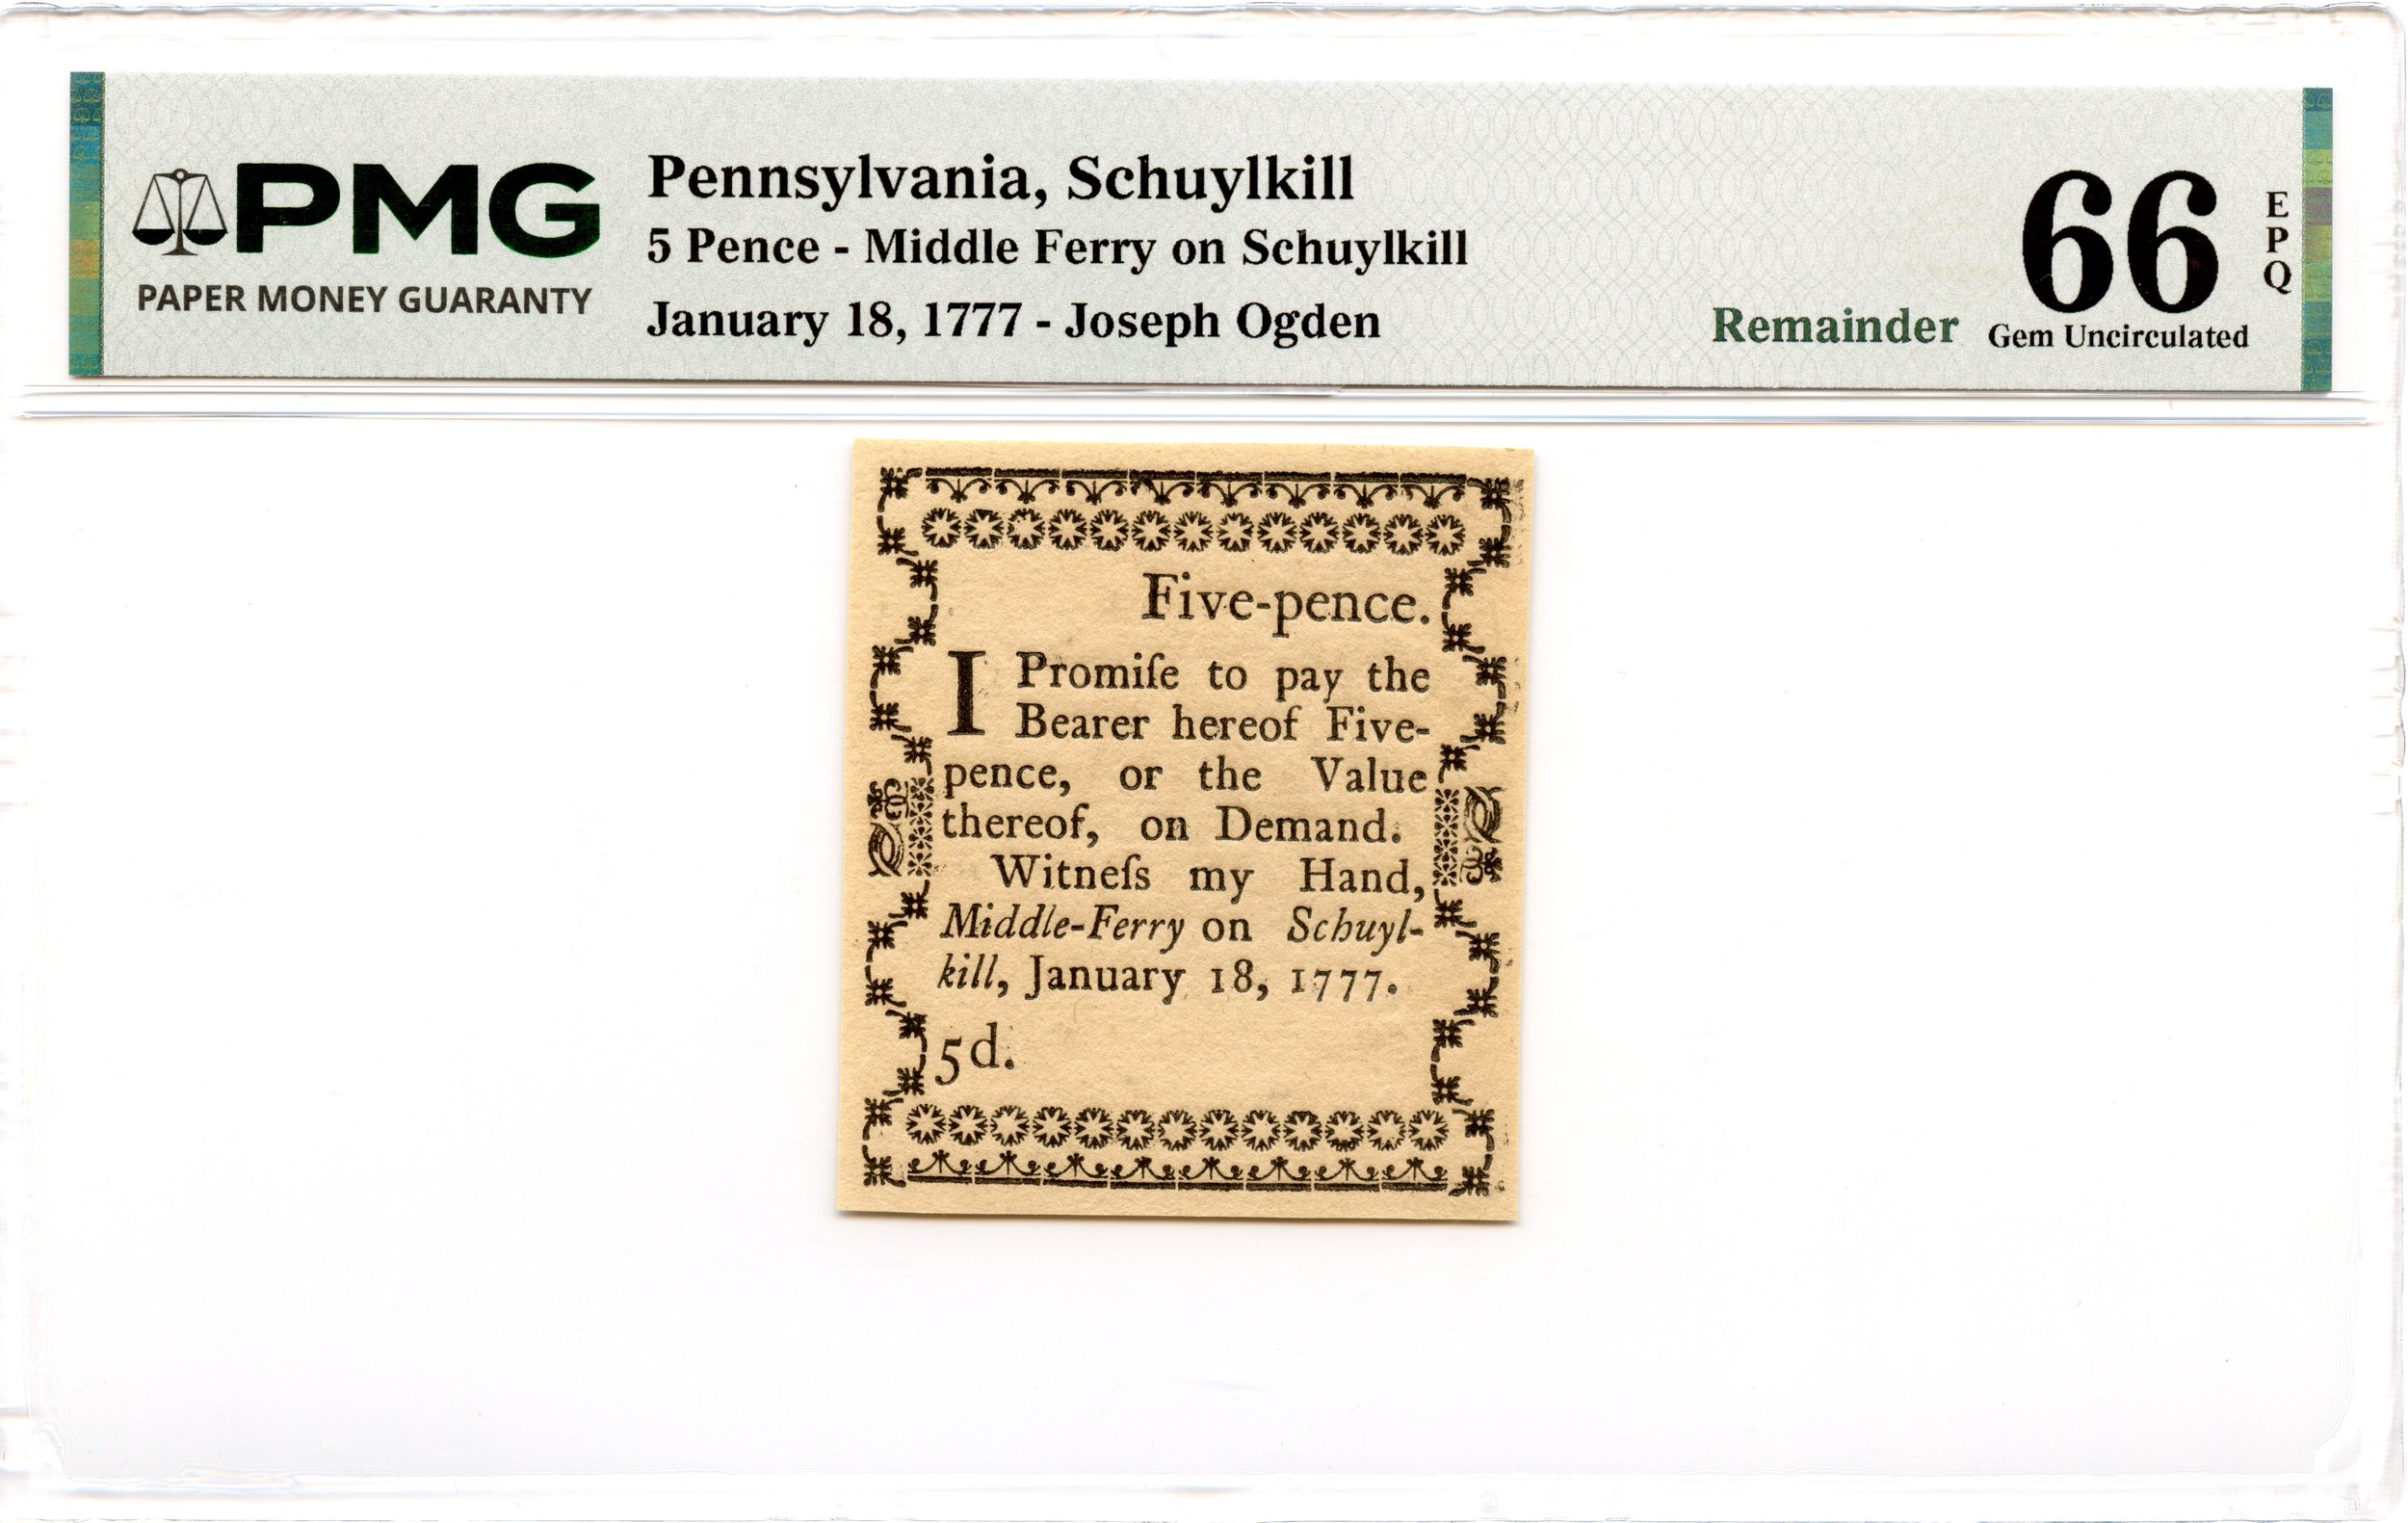 PMG
PAPER MONEY GUARANTY
Pennsylvania, Schuylkill
5 Pence - Middle Ferry on Schuylkill
January 18, 1777 - Joseph Ogden
Remainder
66
EPQ
Gem Uncirculated
Five-pence.
I Promiſe to pay the
Bearer hereof Five-
pence, or the Value
thereof, on Demand.
Witneſs my Hand,
Middle-Ferry on Schuyl-
kill, January 18, 1777.
5d.